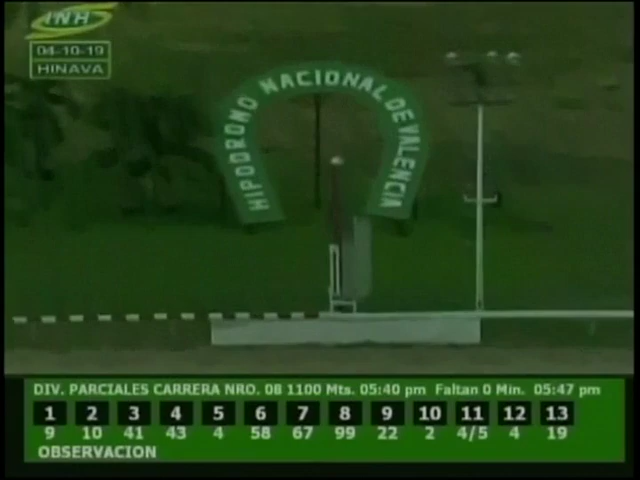 INH
04-10-19
HINAVA
HIPODROMO NACIONAL DE VALENCIA
DIV. PARCIALES CARRERA NRO. 08 1100 Mts. 05:40 pm Faltan 0 Min. 05:47 pm
1 2 3 4 5 6 7 8 9 10 11 12 13
9 10 41 43 4 58 67 99 22 2 4/5 4 19
OBSERVACION